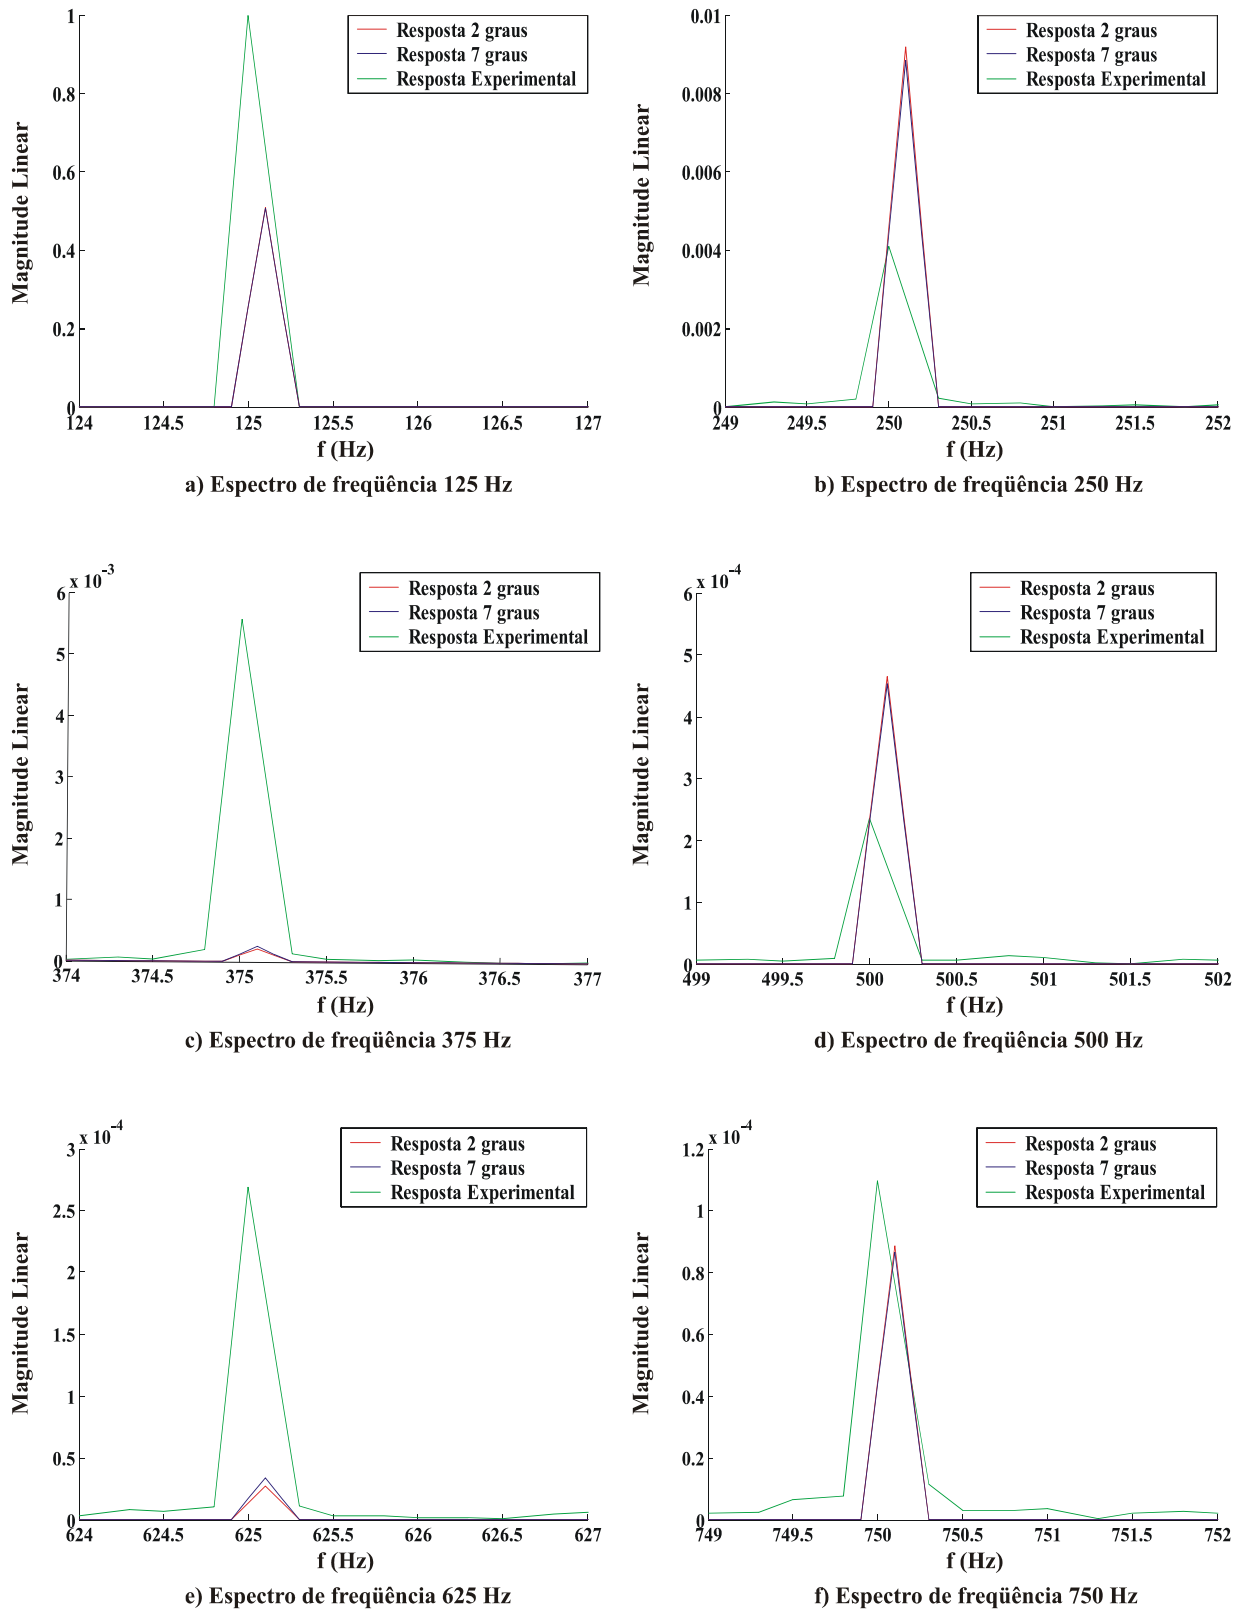 Resposta 2 graus
Resposta 7 graus
Resposta Experimental
Magnitude Linear
1
0.8
0.6
0.4
0.2
0
124 124.5 125 125.5 126 126.5 127
f (Hz)
a) Espectro de freqüência 125 Hz
Resposta 2 graus
Resposta 7 graus
Resposta Experimental
Magnitude Linear
0.01
0.008
0.006
0.004
0.002
0
249 249.5 250 250.5 251 251.5 252
f (Hz)
b) Espectro de freqüência 250 Hz
x 10⁻³
Resposta 2 graus
Resposta 7 graus
Resposta Experimental
Magnitude Linear
6
5
4
3
2
1
0
374 374.5 375 375.5 376 376.5 377
f (Hz)
c) Espectro de freqüência 375 Hz
x 10⁻⁴
Resposta 2 graus
Resposta 7 graus
Resposta Experimental
Magnitude Linear
6
5
4
3
2
1
0
499 499.5 500 500.5 501 501.5 502
f (Hz)
d) Espectro de freqüência 500 Hz
x 10⁻⁴
Resposta 2 graus
Resposta 7 graus
Resposta Experimental
Magnitude Linear
3
2.5
2
1.5
1
0.5
0
624 624.5 625 625.5 626 626.5 627
f (Hz)
e) Espectro de freqüência 625 Hz
x 10⁻⁴
Resposta 2 graus
Resposta 7 graus
Resposta Experimental
Magnitude Linear
1.2
1
0.8
0.6
0.4
0.2
0
749 749.5 750 750.5 751 751.5 752
f (Hz)
f) Espectro de freqüência 750 Hz